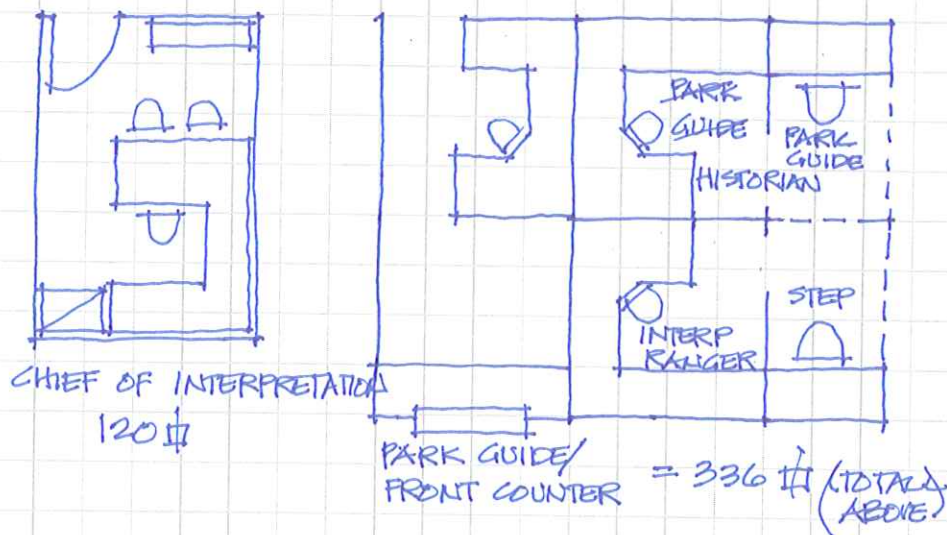 PARK
GUIDE
PARK
GUIDE
HISTORIAN
STEP
INTERP
RANGER
CHIEF OF INTERPRETATION
120
PARK GUIDE/
FRONT COUNTER
= 336 (TOTAL
ABOVE)